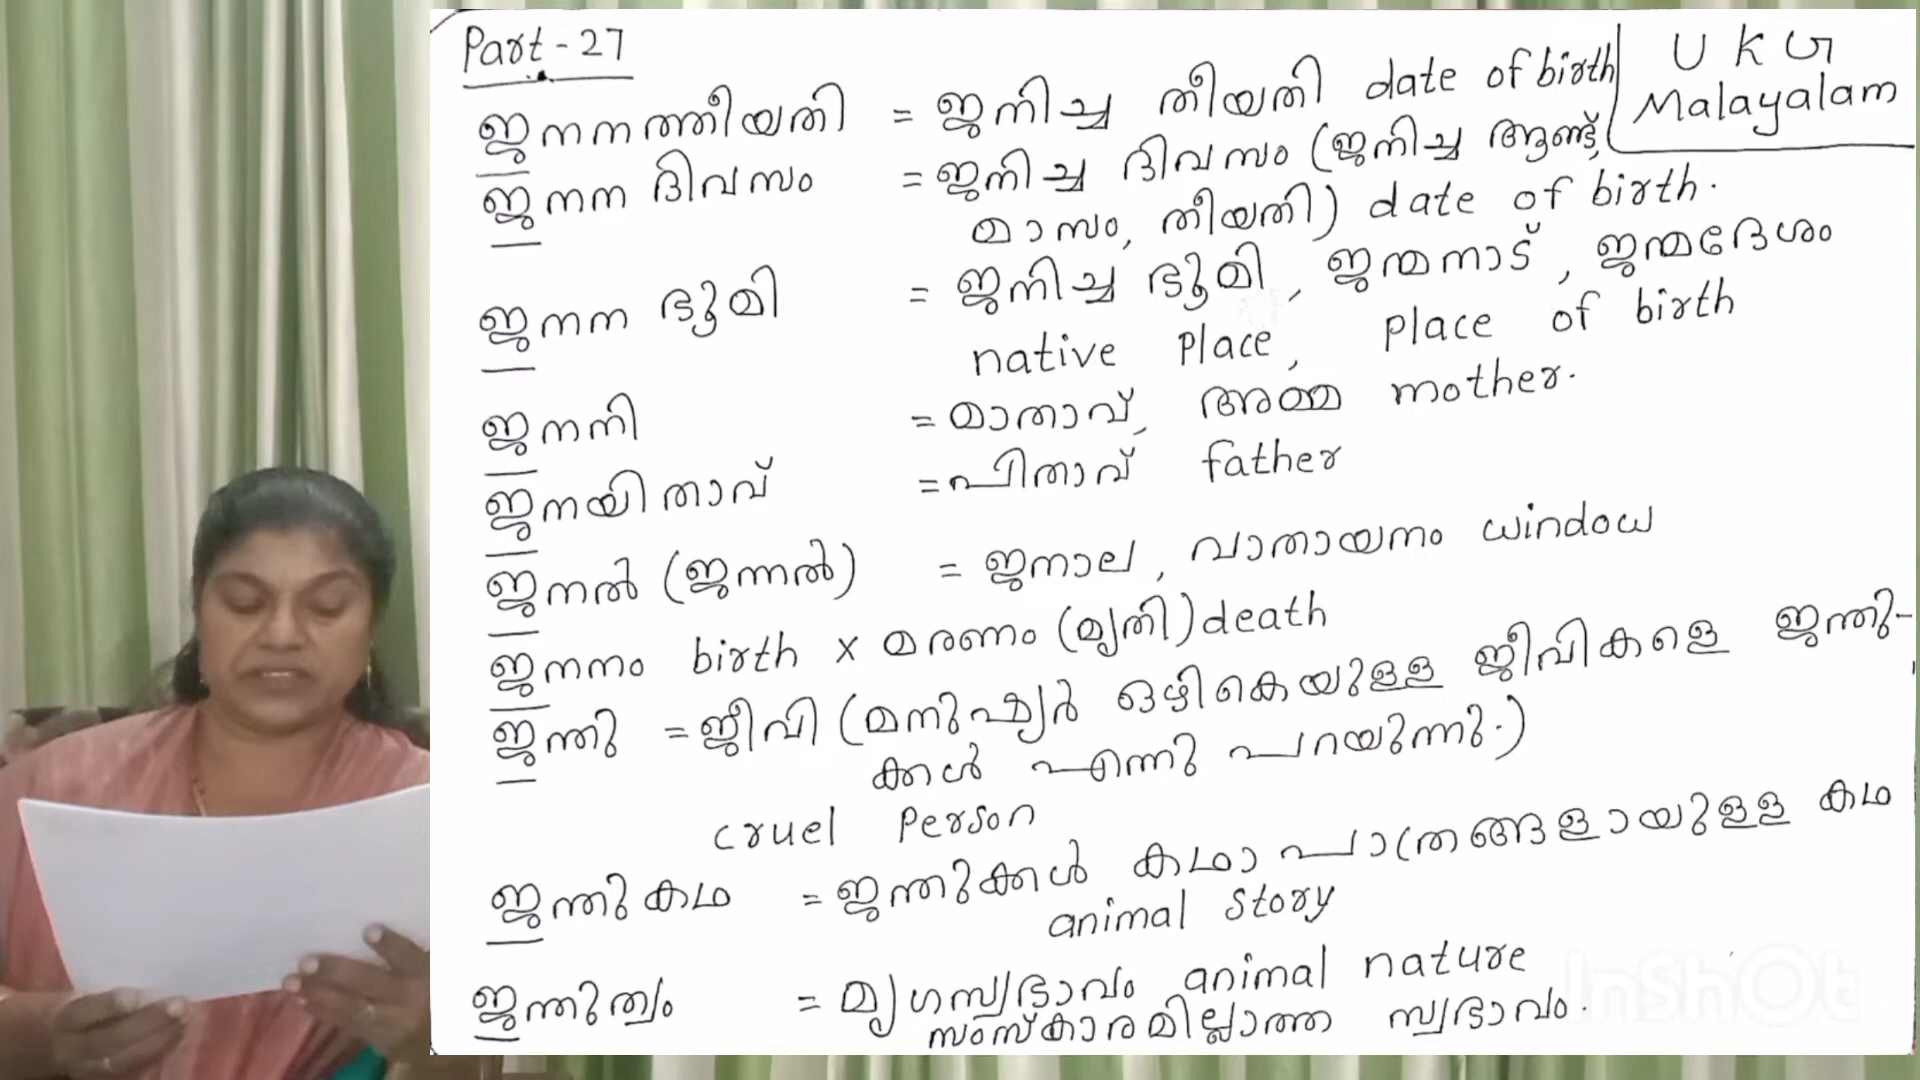 Part-27
UKG
Malayalam
ജനനത്തീയതി = ജനിച്ച തീയതി date of birth
ജനന ദിവസം = ജനിച്ച ദിവസം (ജനിച്ച ആണ്ട്,
മാസം, തീയതി) date of birth.
ജനന ഭൂമി = ജനിച്ച ഭൂമി, ജന്മനാട്, ജന്മദേശം
native Place, Place of birth
ജനനി = മാതാവ്, അമ്മ mother.
ജനയിതാവ് = പിതാവ് father
ജനൽ (ജന്നൽ) = ജനാല, വാതായനം window
ജനനം birth x മരണം (മൃതി) death
ജന്തു = ജീവി (മനുഷ്യർ ഒഴികെയുള്ള ജീവികളെ ജന്തു-
ക്കൾ എന്നു പറയുന്നു.)
cruel Person
ജന്തുകഥ = ജന്തുക്കൾ കഥാപാത്രങ്ങളായുള്ള കഥ
animal Story
ജന്തുത്വം = മൃഗസ്വഭാവം animal nature
സംസ്കാരമില്ലാത്ത സ്വഭാവം.
InShOt